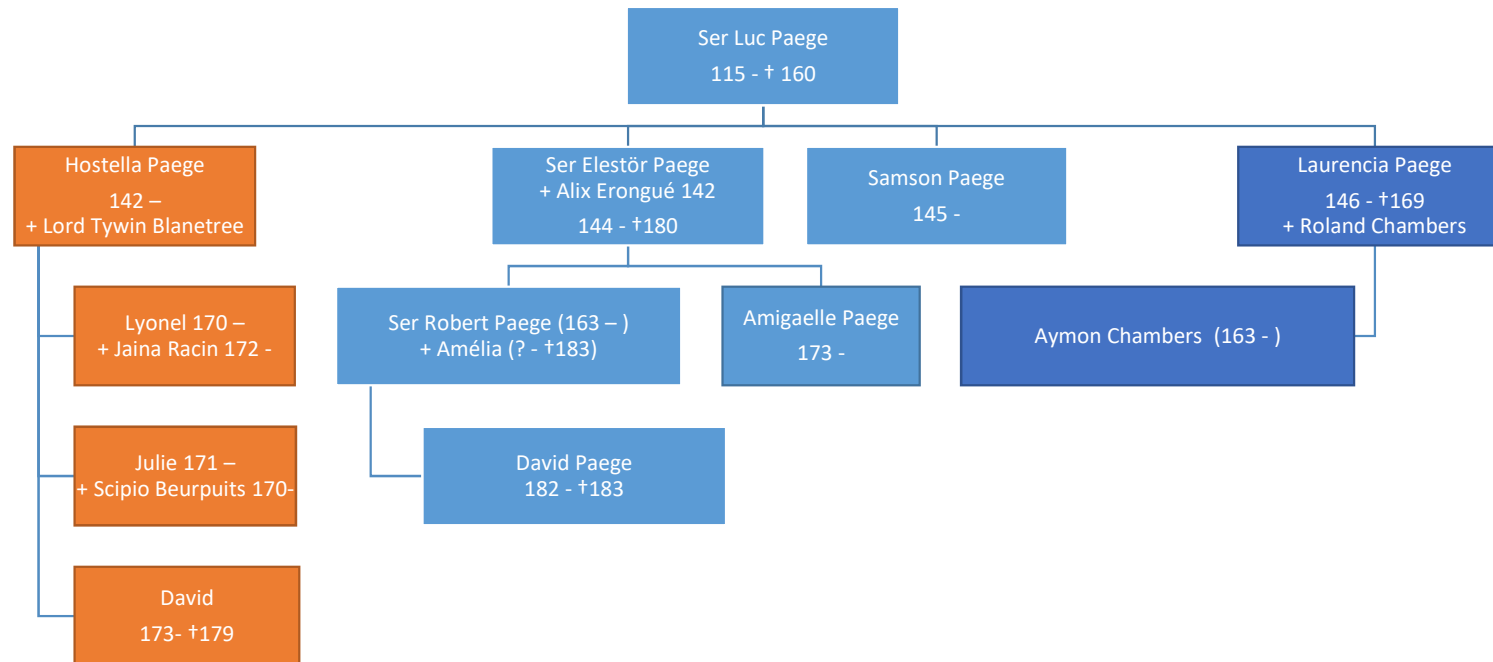 Ser Luc Paege
115 - † 160
Hostella Paege
142 –
+ Lord Tywin Blanetree
Ser Elestör Paege
+ Alix Erongué 142
144 - †180
Samson Paege
145 -
Laurencia Paege
146 - †169
+ Roland Chambers
Lyonel 170 –
+ Jaina Racin 172 -
Ser Robert Paege (163 – )
+ Amélia (? - †183)
Amigaelle Paege
173 -
Aymon Chambers  (163 - )
Julie 171 –
+ Scipio Beurpuits 170-
David Paege
182 - †183
David
173- †179